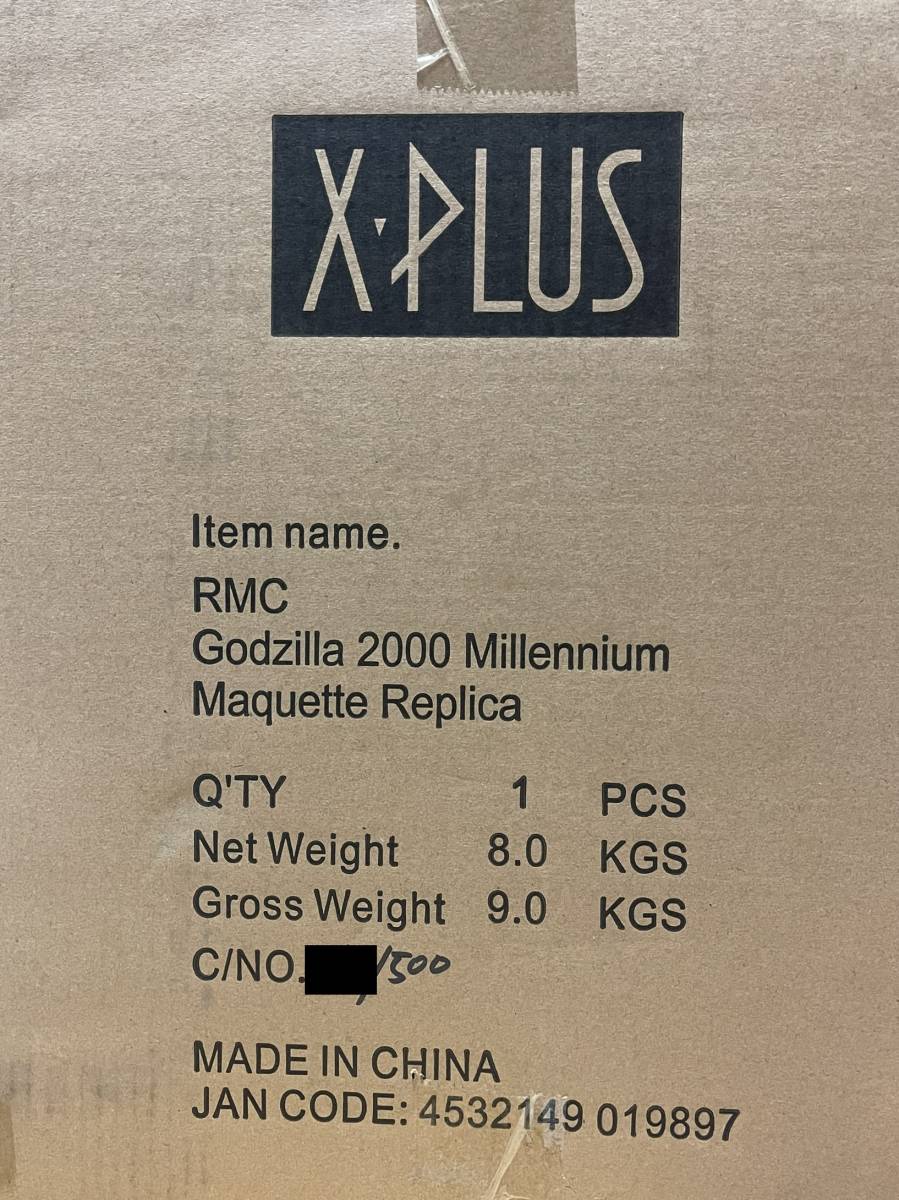 X·PLUS
Item name.
RMC
Godzilla 2000 Millennium
Maquette Replica
Q'TY 1 PCS
Net Weight 8.0 KGS
Gross Weight 9.0 KGS
C/NO. /500
MADE IN CHINA
JAN CODE: 4532149 019897